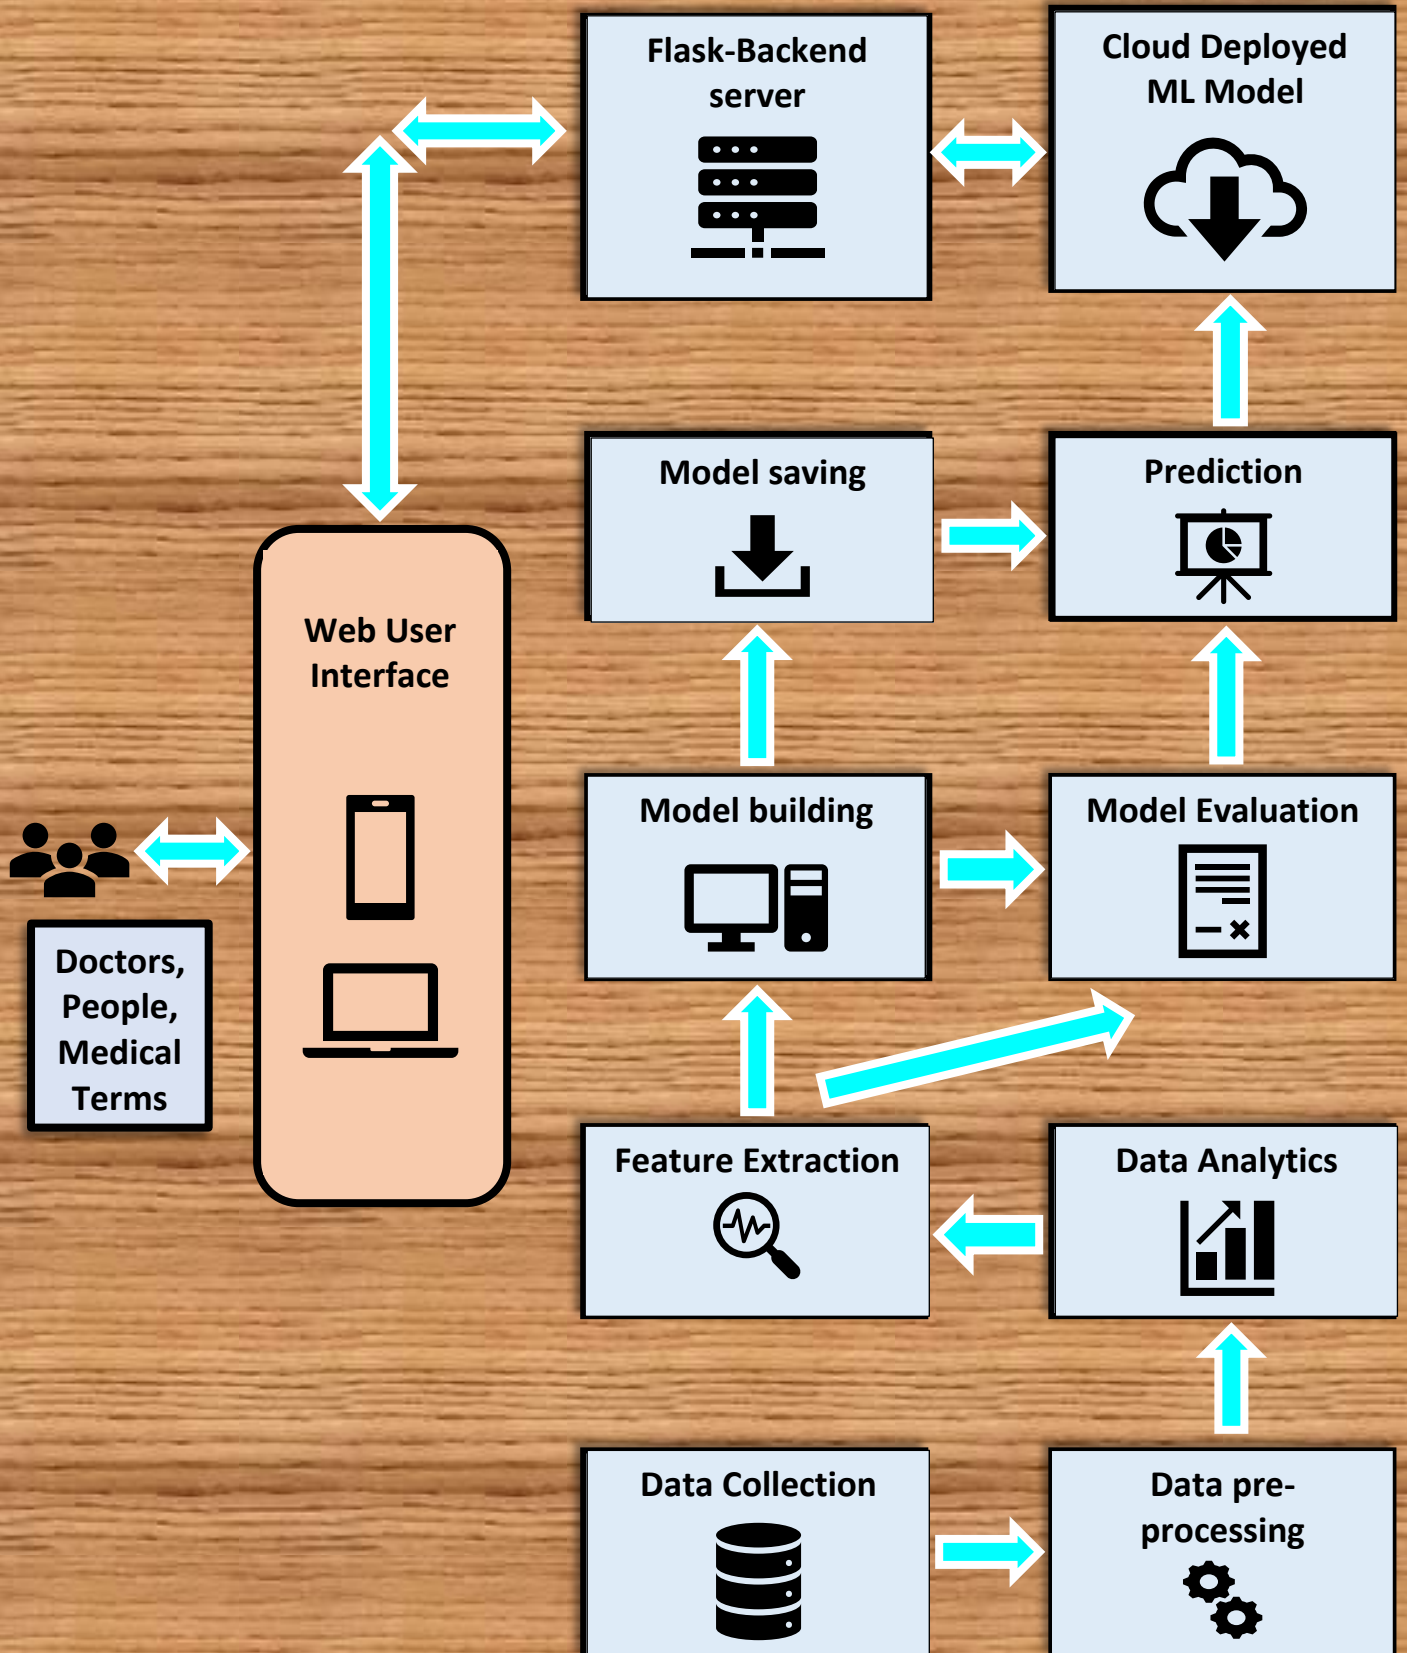 Flask-Backend
server
Cloud Deployed
ML Model
Model saving
Prediction
Web User
Interface
Model building
Model Evaluation
Doctors,
People,
Medical
Terms
Feature Extraction
Data Analytics
Data Collection
Data pre-
processing